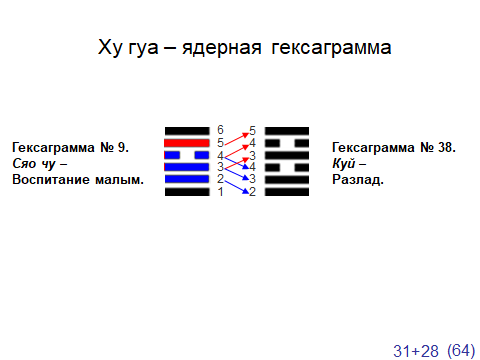 Ху гуа – ядерная гексаграмма
Гексаграмма № 9.
Сяо чу –
Воспитание малым.
6 5
5 4
4 3
3 4
2 3
1 2
Гексаграмма № 38.
Куй –
Разлад.
31+28 (64)